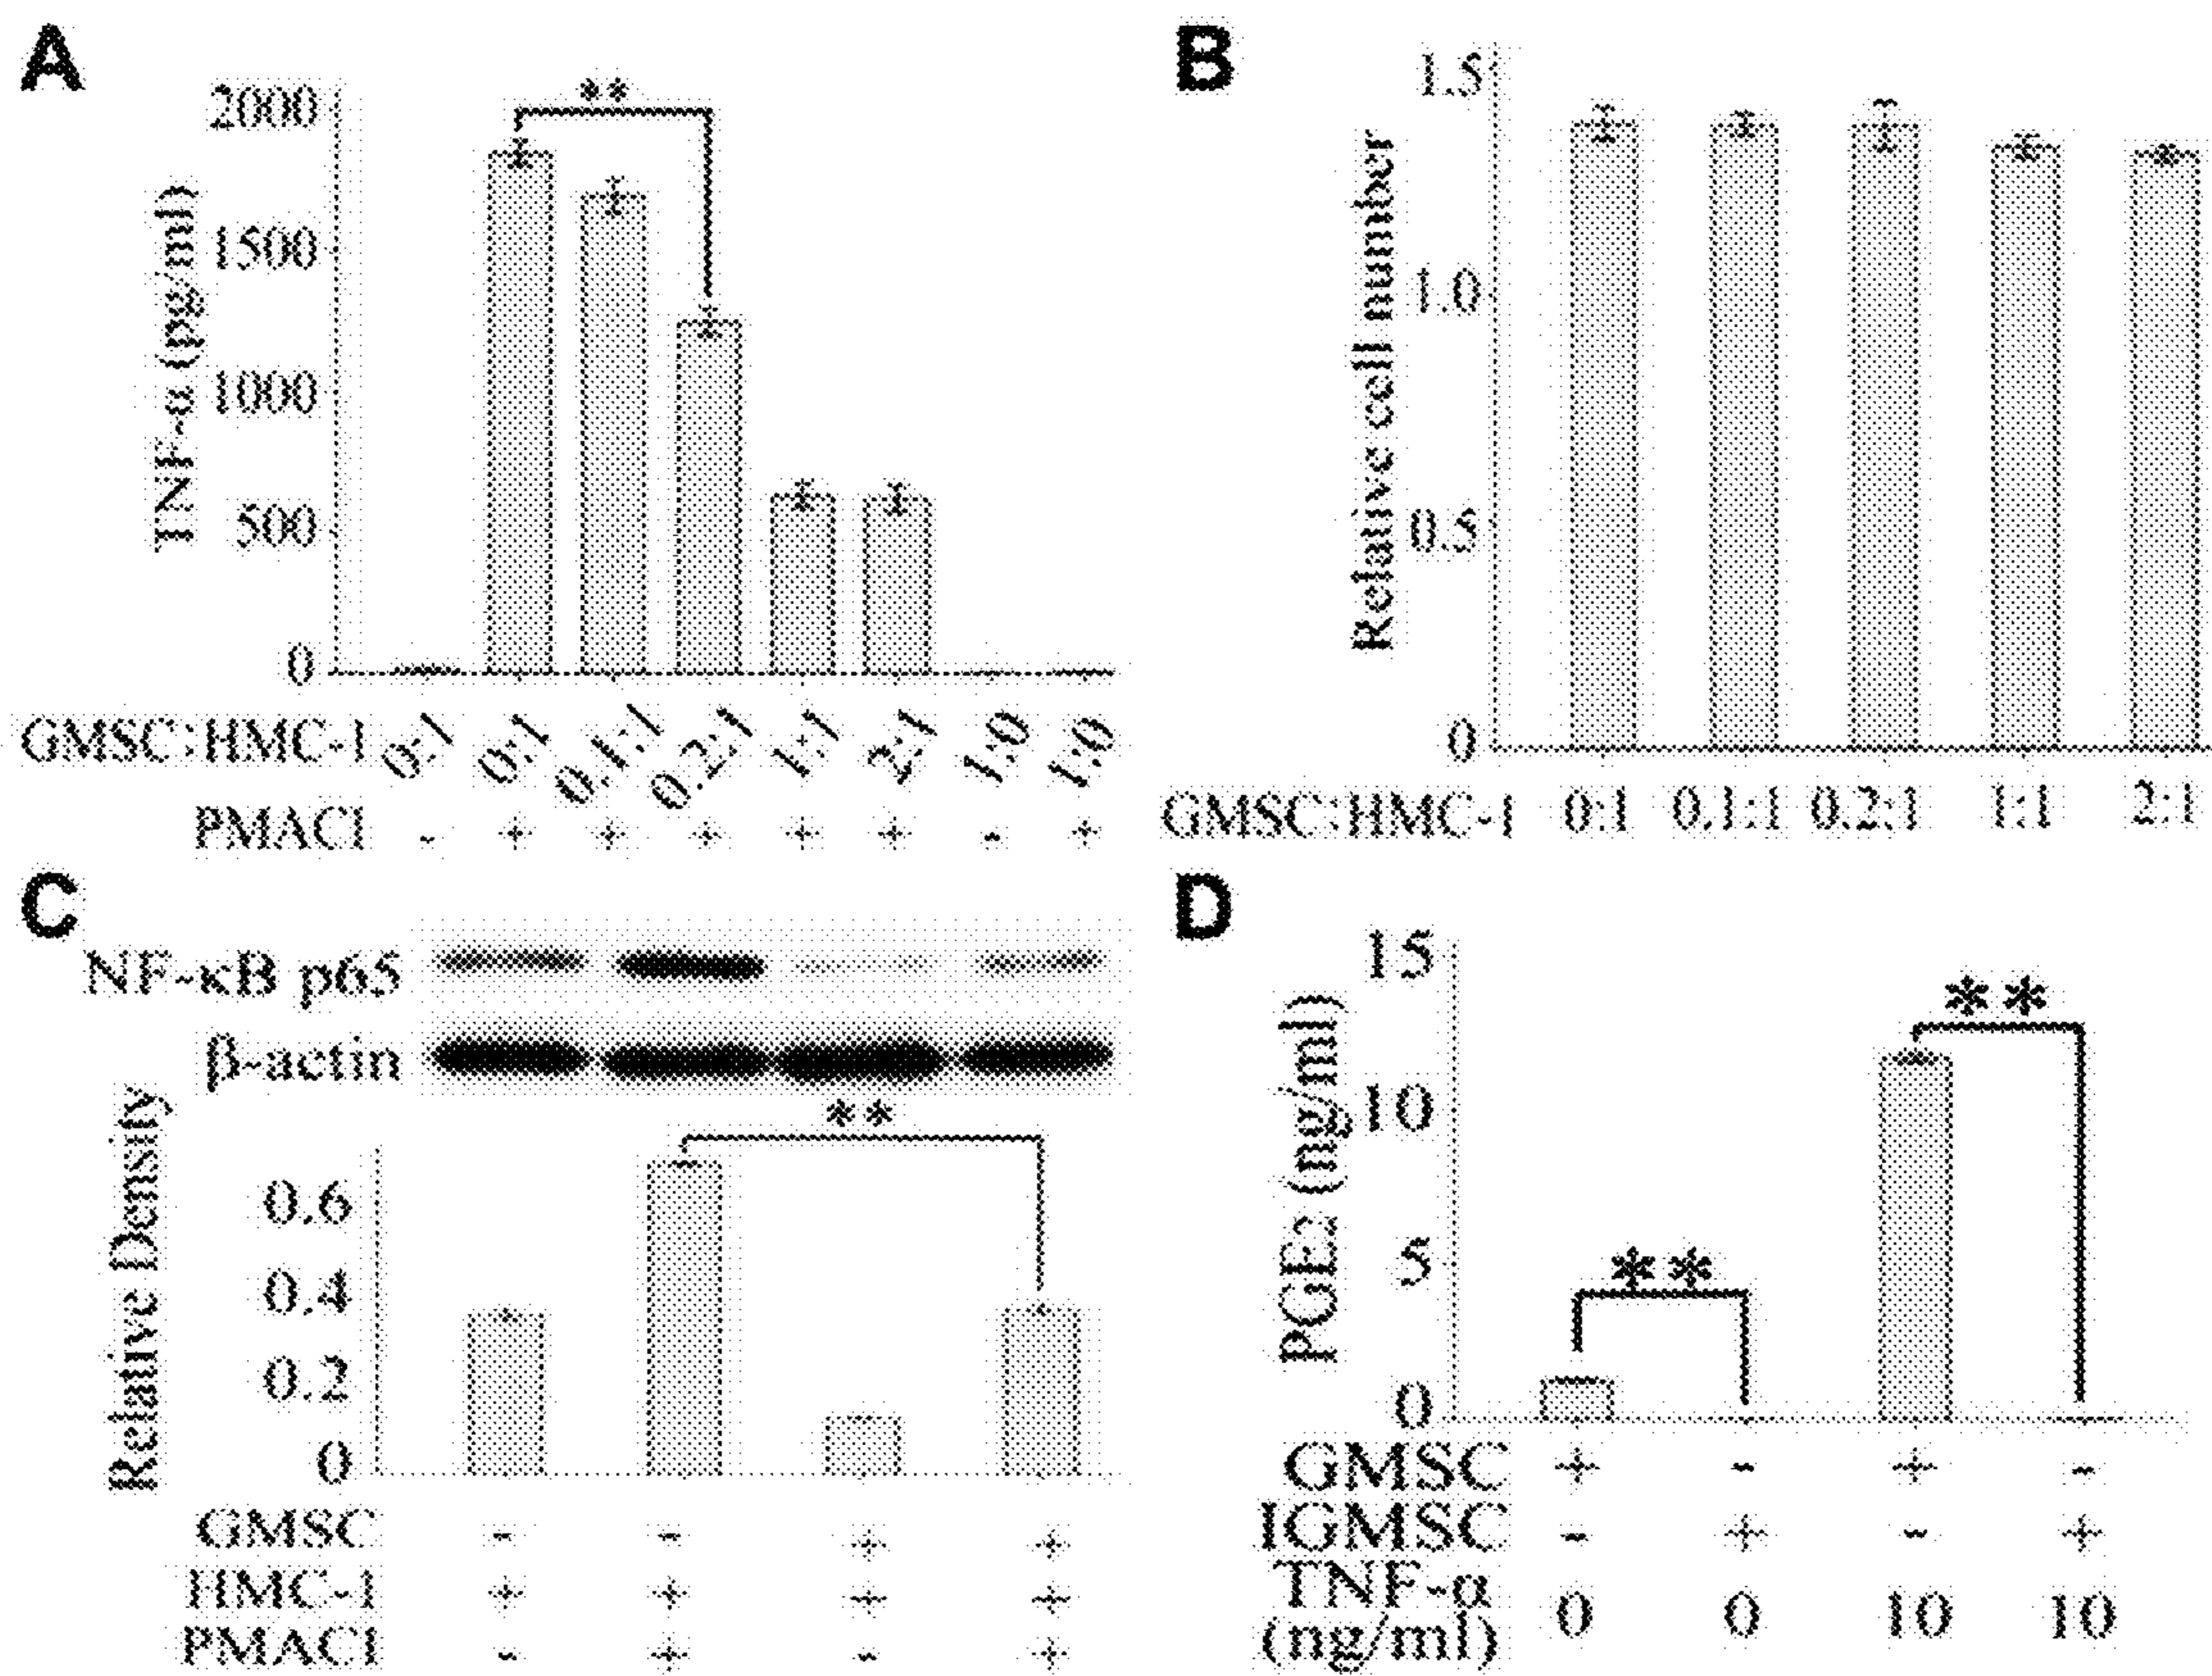 A
**
2000
1500
1000
500
0
TNF-α (pg/ml)
GMSC:HMC-1 0:1 0:1 0.1:1 0.2:1 1:1 2:1 1:0 1:0
PMACI - + + + + + - +
B
1.5
1.0
0.5
0
Relative cell number
GMSC:HMC-1 0:1 0.1:1 0.2:1 1:1 2:1
C
NF-κB p65
β-actin
**
0.6
0.4
0.2
0
Relative Density
GMSC - - + +
HMC-1 + + + +
PMACI - + - +
D
15
10
5
0
PGE2 (ng/ml)
**
**
GMSC + - + -
IGMSC - + - +
TNF-α
(ng/ml) 0 0 10 10